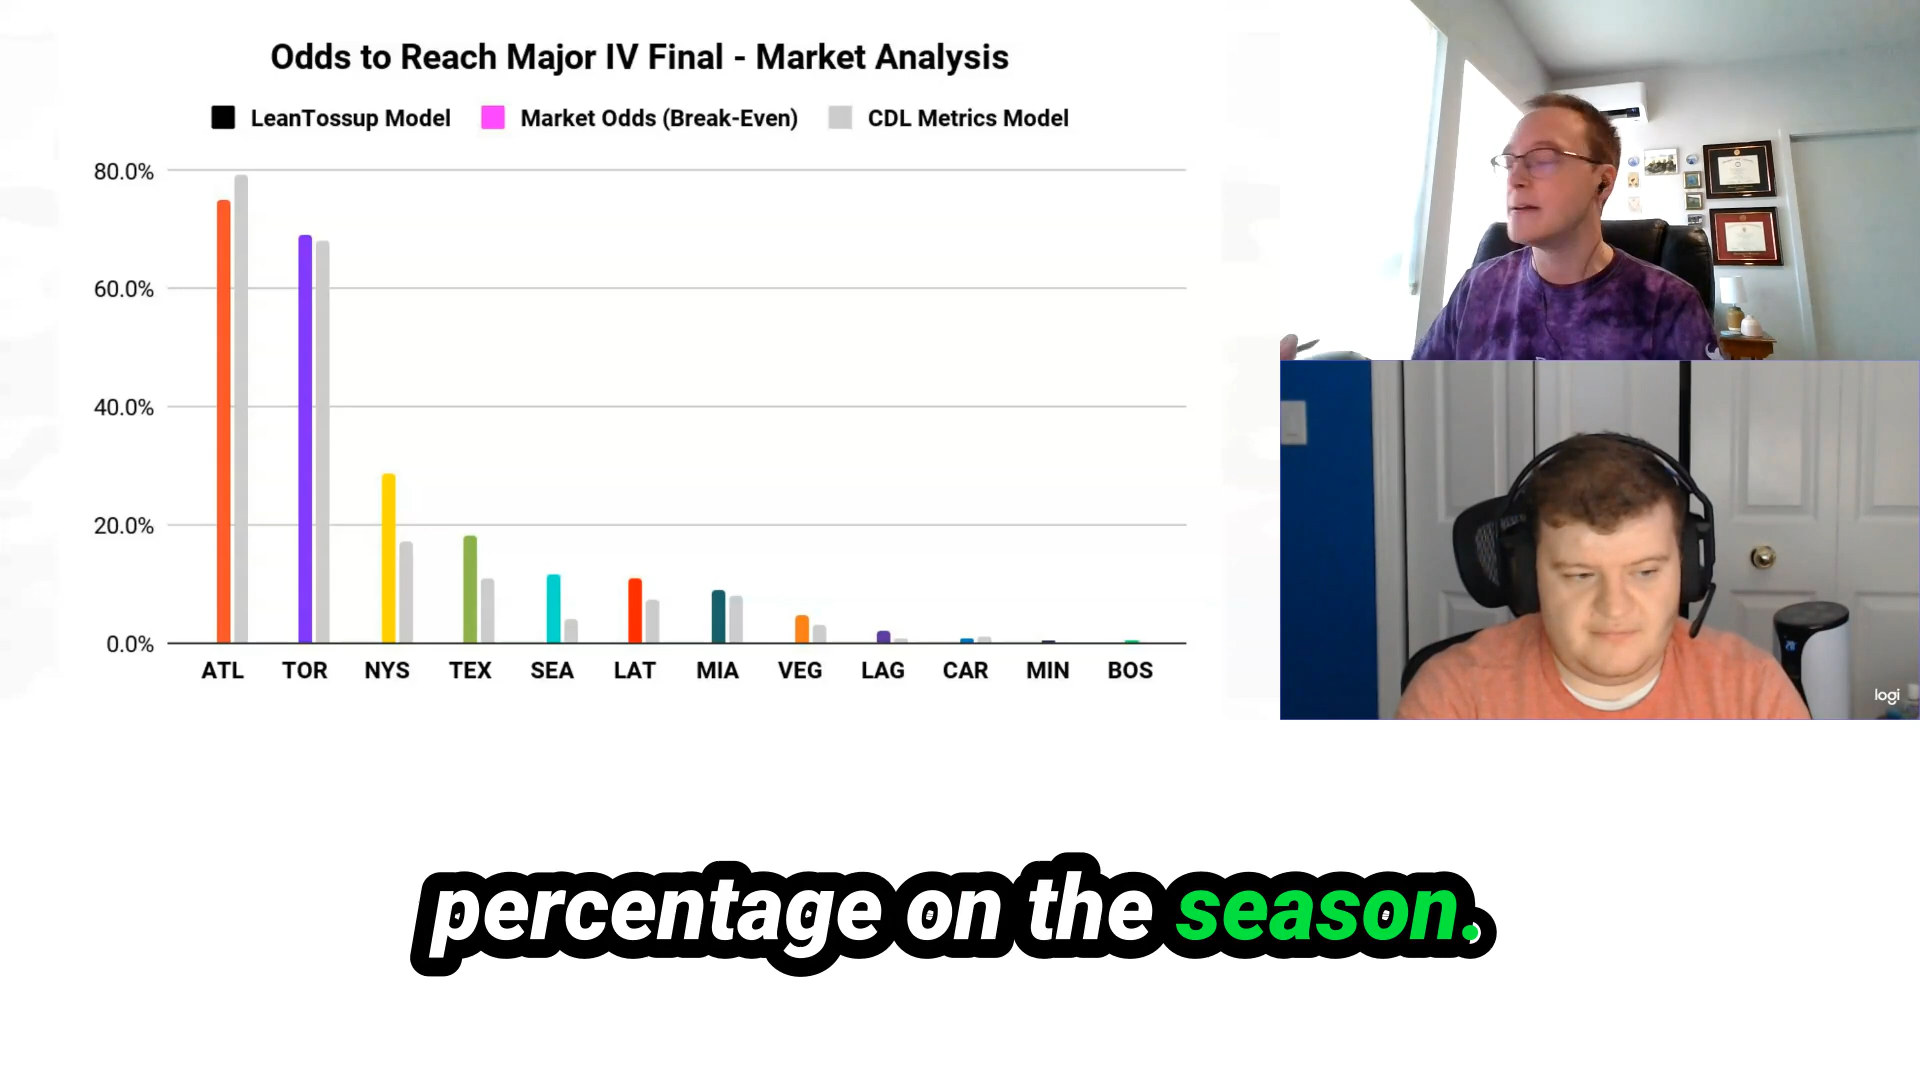 Odds to Reach Major IV Final - Market Analysis
LeanTossup Model Market Odds (Break-Even) CDL Metrics Model
80.0%
60.0%
40.0%
20.0%
0.0%
ATL TOR NYS TEX SEA LAT MIA VEG LAG CAR MIN BOS
logi
percentage on the season.